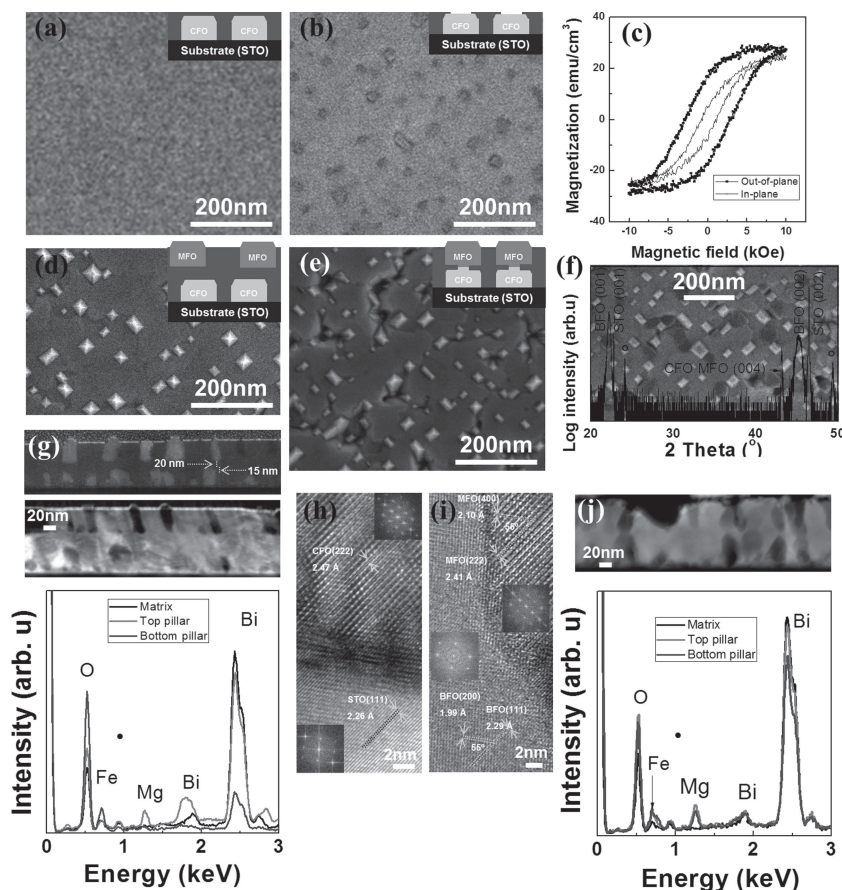 (a)
CFO CFO
Substrate (STO)
200nm
(b)
CFO CFO
Substrate (STO)
200nm
(c)
Magnetization (emu/cm³)
40
20
0
-20
-40
-10 -5 0 5 10
Magnetic field (kOe)
Out-of-plane
In-plane
(d)
MFO MFO
CFO CFO
Substrate (STO)
200nm
(e)
MFO MFO
CFO CFO
Substrate (STO)
200nm
(f)
200nm
BFO (001)
STO (001)
CFO MFO (004)
BFO (002)
STO (002)
Log intensity (arb.u)
20 30 40 50
2 Theta (°)
(g)
20 nm
15 nm
20nm
Intensity (arb. u)
Matrix
Top pillar
Bottom pillar
O
Fe
Mg
Bi
Bi
0 1 2 3
Energy (keV)
(h)
CFO(222)
2.47 Å
STO(111)
2.26 Å
2nm
(i)
MFO(400)
2.10 Å
55°
MFO(222)
2.41 Å
BFO(200)
1.99 Å
BFO(111)
2.29 Å
55°
2nm
(j)
20nm
Intensity (arb. u)
Matrix
Top pillar
Bottom pillar
O
Fe
Mg
Bi
Bi
0 1 2 3
Energy (keV)